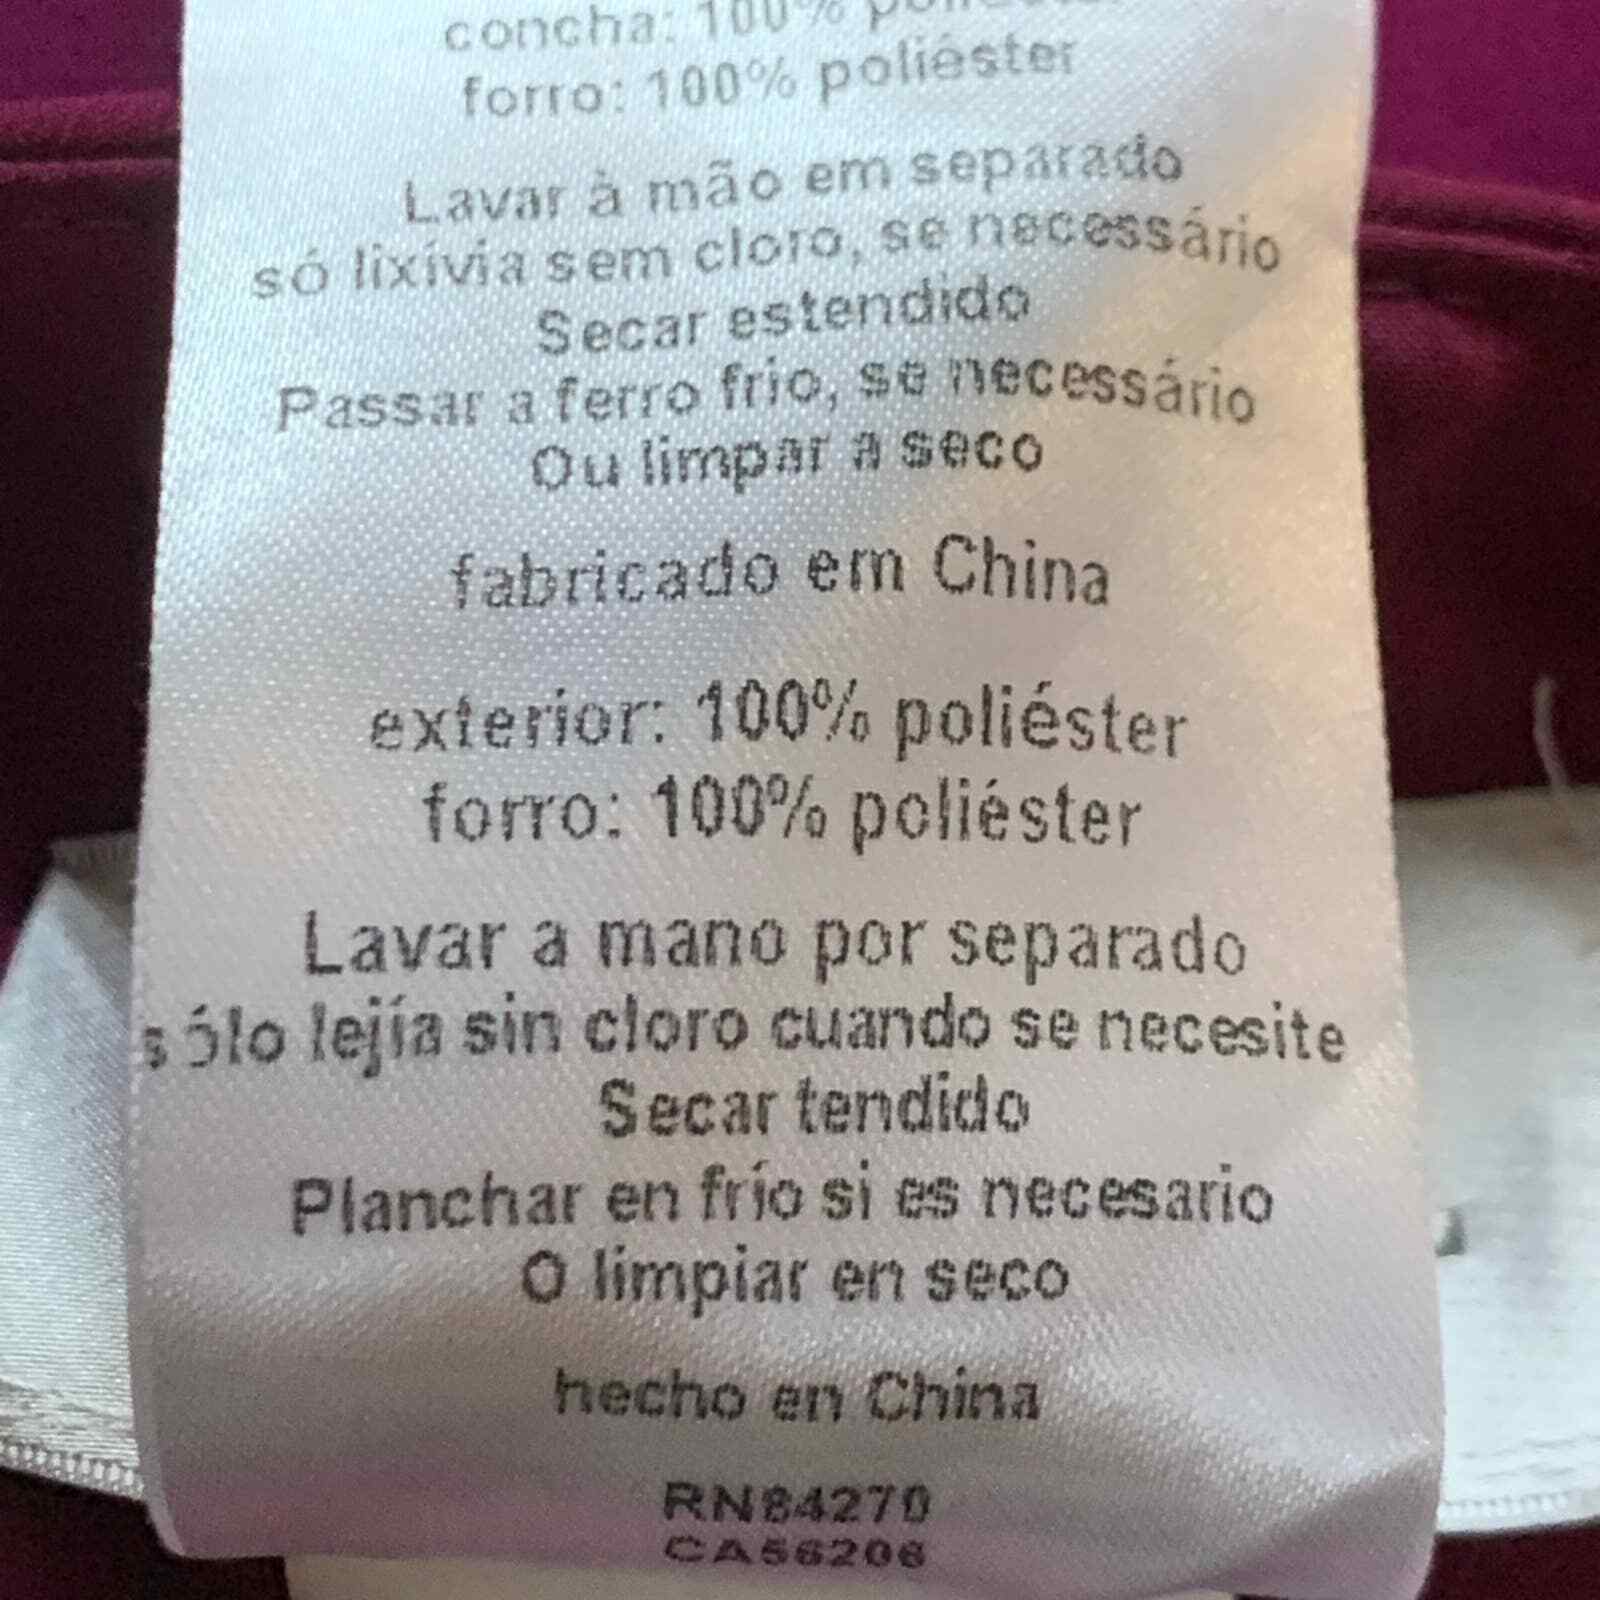 concha: 100% poliéster
forro: 100% poliéster
Lavar à mão em separado
só lixívia sem cloro, se necessário
Secar estendido
Passar a ferro frio, se necessário
Ou limpar a seco
fabricado em China
exterior: 100% poliéster
forro: 100% poliéster
Lavar a mano por separado
sólo lejía sin cloro cuando se necesite
Secar tendido
Planchar en frío si es necesario
O limpiar en seco
hecho en China
RN84270
CA56206